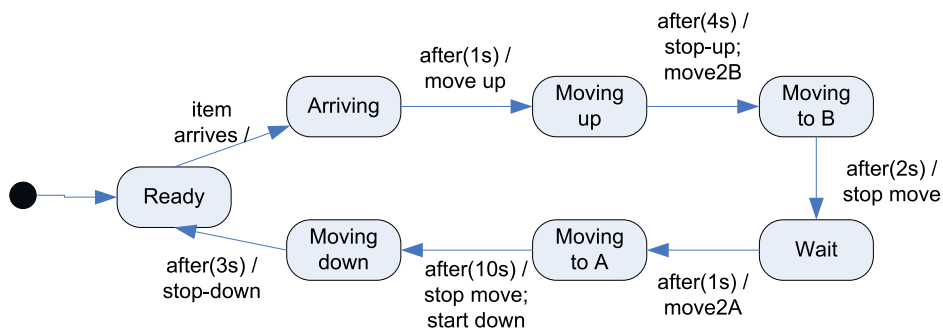 after(4s) /
stop-up;
move2B
after(1s) /
move up
item
arrives /
Arriving
Moving
up
Moving
to B
Ready
after(2s) /
stop move
Moving
down
Moving
to A
Wait
after(3s) /
stop-down
after(10s) /
stop move;
start down
after(1s) /
move2A